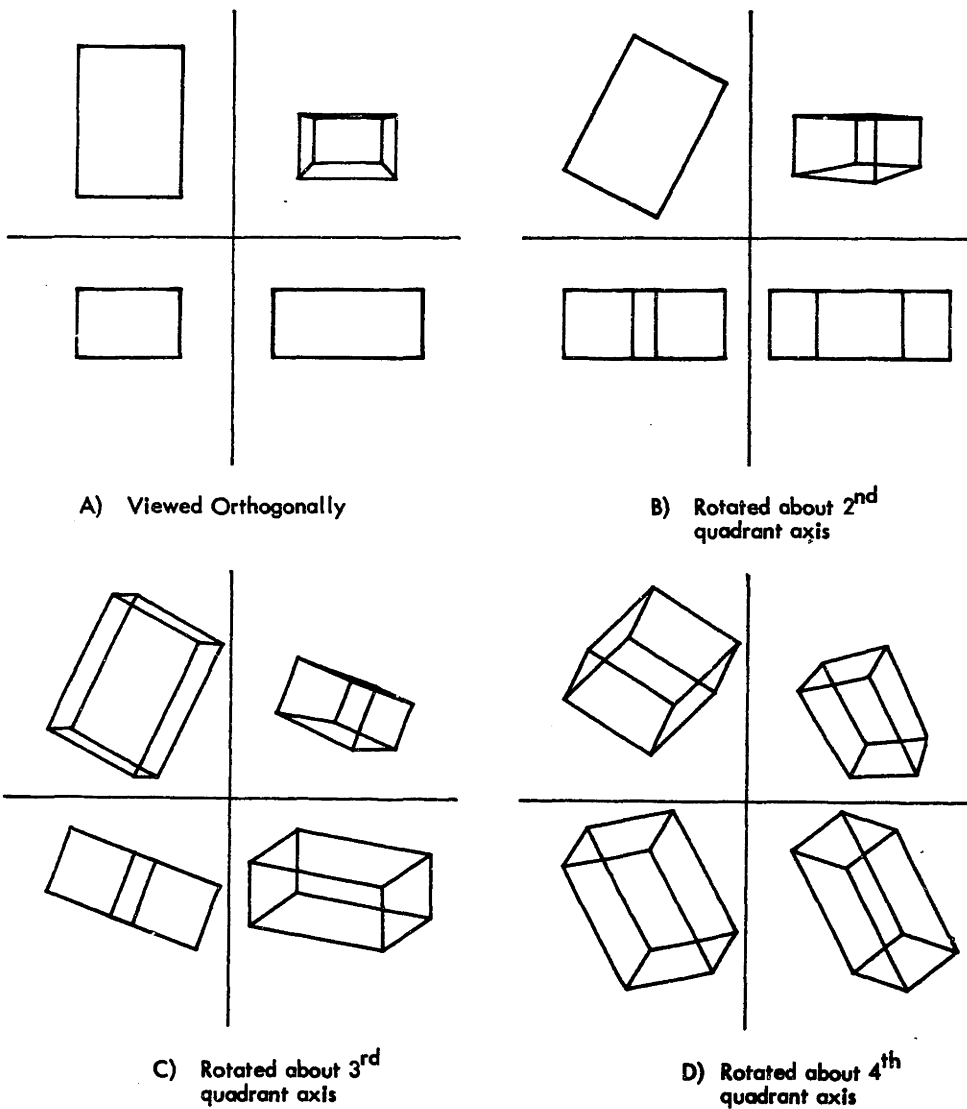 A) Viewed Orthogonally
B) Rotated about 2nd
quadrant axis
C) Rotated about 3rd
quadrant axis
D) Rotated about 4th
quadrant axis